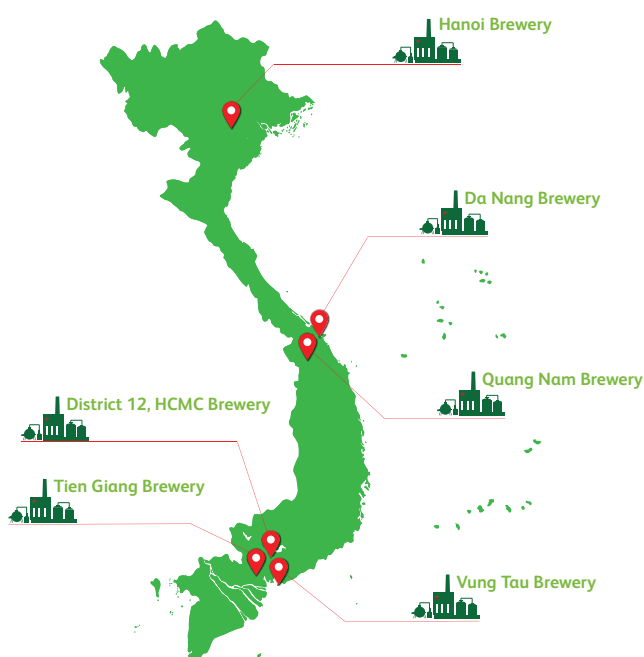 Hanoi Brewery
Da Nang Brewery
Quang Nam Brewery
District 12, HCMC Brewery
Tien Giang Brewery
Vung Tau Brewery